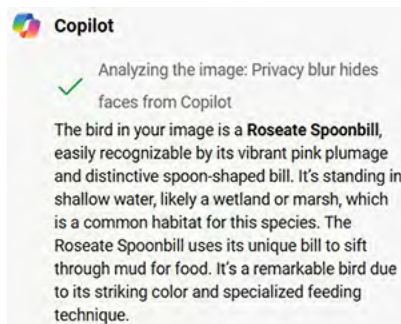 Copilot
Analyzing the image: Privacy blur hides
faces from Copilot
The bird in your image is a Roseate Spoonbill,
easily recognizable by its vibrant pink plumage
and distinctive spoon-shaped bill. It's standing in
shallow water, likely a wetland or marsh, which
is a common habitat for this species. The
Roseate Spoonbill uses its unique bill to sift
through mud for food. It's a remarkable bird due
to its striking color and specialized feeding
technique.